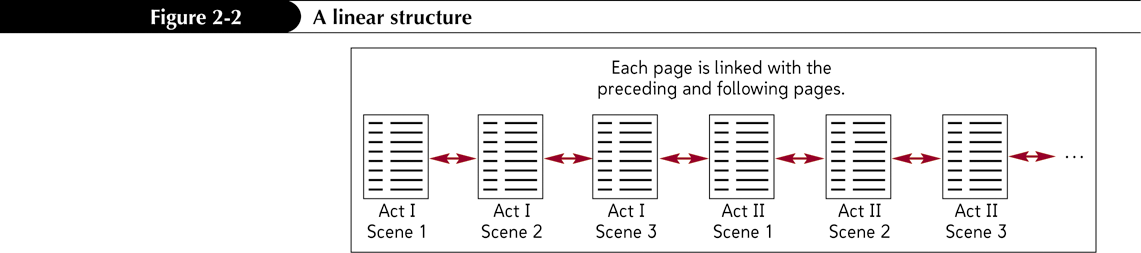 Figure 2-2 A linear structure
Each page is linked with the
preceding and following pages.
...
Act I Act I Act I Act II Act II Act II
Scene 1 Scene 2 Scene 3 Scene 1 Scene 2 Scene 3